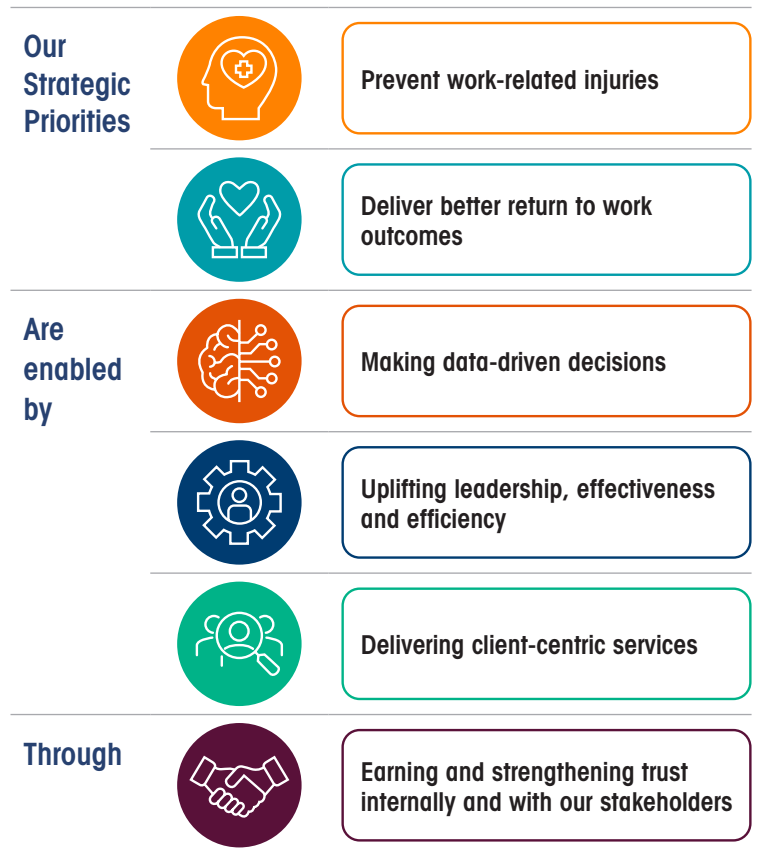 Our
Strategic
Priorities
Prevent work-related injuries
Deliver better return to work
outcomes
Are
enabled
by
Making data-driven decisions
Uplifting leadership, effectiveness
and efficiency
Delivering client-centric services
Through
Earning and strengthening trust
internally and with our stakeholders